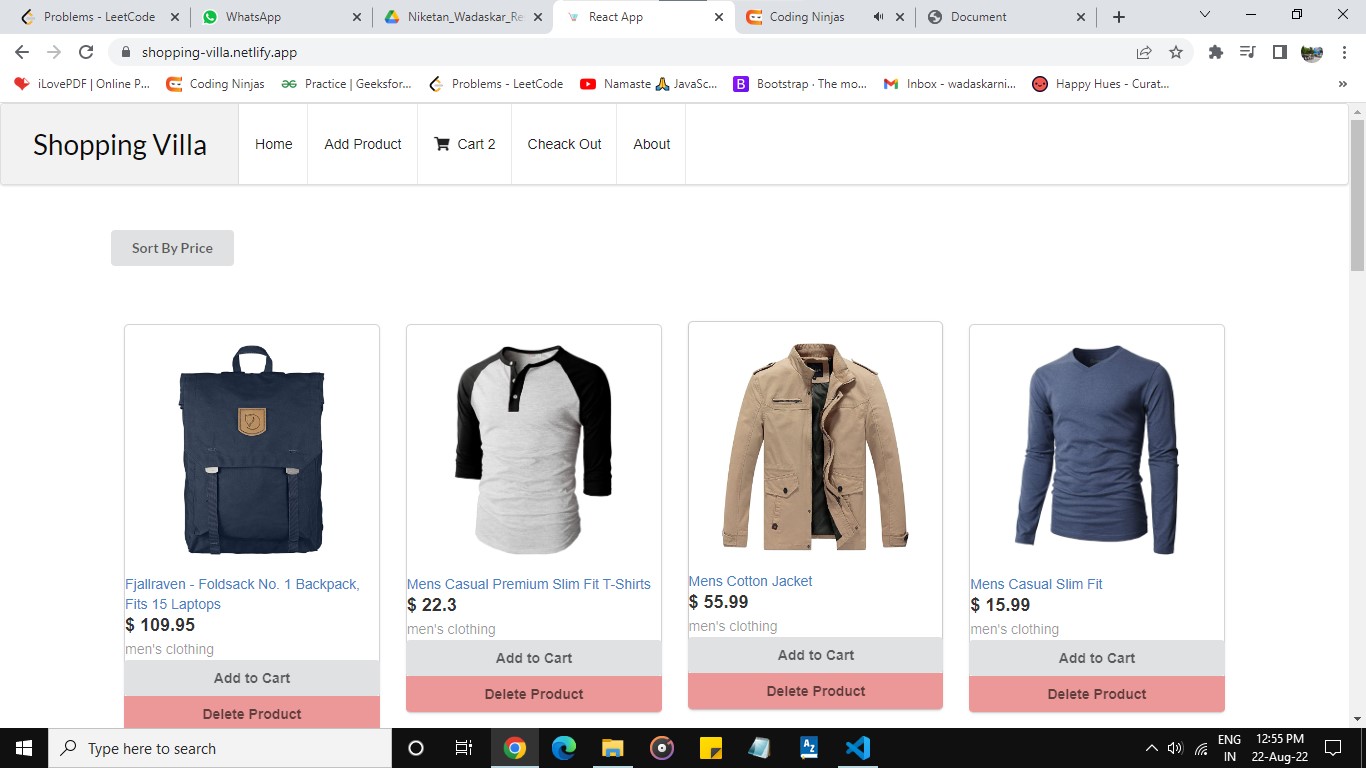 Problems - LeetCode
WhatsApp
Niketan_Wadaskar_Re
React App
Coding Ninjas
Document
shopping-villa.netlify.app
iLovePDF | Online P...
Coding Ninjas
Practice | Geeksfor...
Problems - LeetCode
Namaste 🙏 JavaSc...
B
Bootstrap · The mo...
Inbox - wadaskarni...
Happy Hues - Curat...
»
Shopping Villa
Home
Add Product
Cart 2
Cheack Out
About
Sort By Price
Fjallraven - Foldsack No. 1 Backpack,
Fits 15 Laptops
$ 109.95
men's clothing
Add to Cart
Delete Product
Mens Casual Premium Slim Fit T-Shirts
$ 22.3
men's clothing
Add to Cart
Delete Product
Mens Cotton Jacket
$ 55.99
men's clothing
Add to Cart
Delete Product
Mens Casual Slim Fit
$ 15.99
men's clothing
Add to Cart
Delete Product
Type here to search
A Z
ENG
IN
12:55 PM
22-Aug-22